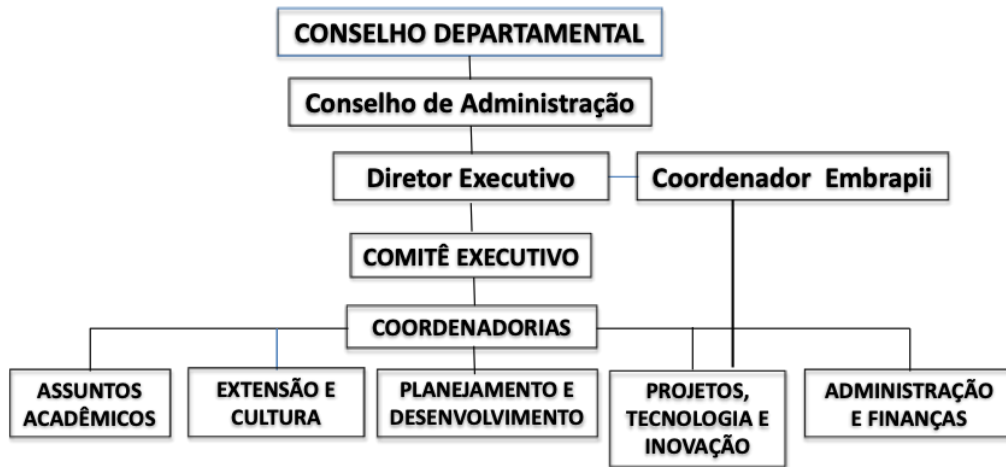 CONSELHO DEPARTAMENTAL
Conselho de Administração
Diretor Executivo
Coordenador Embrapii
COMITÊ EXECUTIVO
COORDENADORIAS
ASSUNTOS
ACADÊMICOS
EXTENSÃO E
CULTURA
PLANEJAMENTO E
DESENVOLVIMENTO
PROJETOS,
TECNOLOGIA E
INOVAÇÃO
ADMINISTRAÇÃO
E FINANÇAS